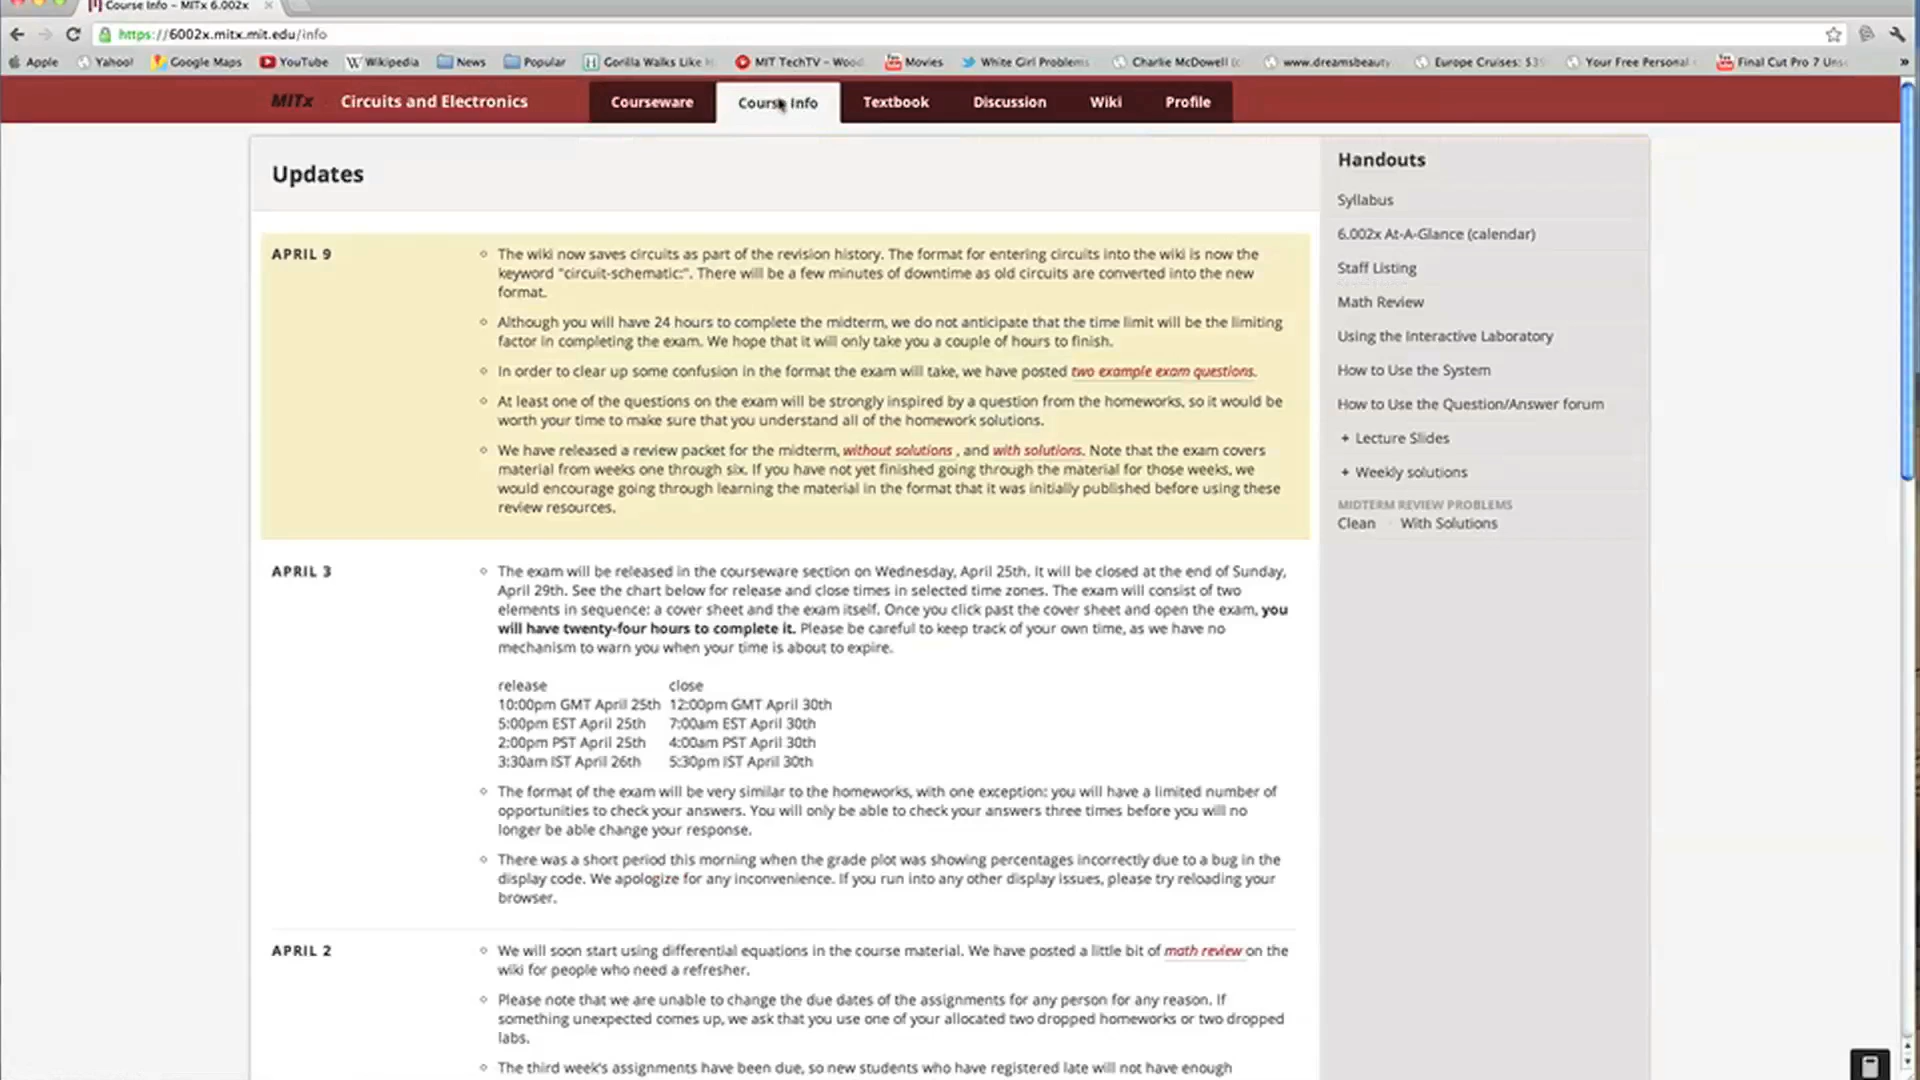 Course Info – MITx 6.002x
https://6002x.mitx.mit.edu/info
Apple Yahoo! Google Maps YouTube Wikipedia News Popular Gorilla Walks Like H MIT TechTV – Wood Movies White Girl Problems Charlie McDowell (c www.dreamsbeauty Europe Cruises: $3 Your Free Personal Final Cut Pro 7 Uns »
MITx Circuits and Electronics Courseware Course Info Textbook Discussion Wiki Profile
Updates
APRIL 9
The wiki now saves circuits as part of the revision history. The format for entering circuits into the wiki is now the
keyword "circuit-schematic:". There will be a few minutes of downtime as old circuits are converted into the new
format.
Although you will have 24 hours to complete the midterm, we do not anticipate that the time limit will be the limiting
factor in completing the exam. We hope that it will only take you a couple of hours to finish.
In order to clear up some confusion in the format the exam will take, we have posted two example exam questions.
At least one of the questions on the exam will be strongly inspired by a question from the homeworks, so it would be
worth your time to make sure that you understand all of the homework solutions.
We have released a review packet for the midterm, without solutions , and with solutions. Note that the exam covers
material from weeks one through six. If you have not yet finished going through the material for those weeks, we
would encourage going through learning the material in the format that it was initially published before using these
review resources.
APRIL 3
The exam will be released in the courseware section on Wednesday, April 25th. It will be closed at the end of Sunday,
April 29th. See the chart below for release and close times in selected time zones. The exam will consist of two
elements in sequence: a cover sheet and the exam itself. Once you click past the cover sheet and open the exam, you
will have twenty-four hours to complete it. Please be careful to keep track of your own time, as we have no
mechanism to warn you when your time is about to expire.
release close
10:00pm GMT April 25th 12:00pm GMT April 30th
5:00pm EST April 25th 7:00am EST April 30th
2:00pm PST April 25th 4:00am PST April 30th
3:30am IST April 26th 5:30pm IST April 30th
The format of the exam will be very similar to the homeworks, with one exception: you will have a limited number of
opportunities to check your answers. You will only be able to check your answers three times before you will no
longer be able change your response.
There was a short period this morning when the grade plot was showing percentages incorrectly due to a bug in the
display code. We apologize for any inconvenience. If you run into any other display issues, please try reloading your
browser.
APRIL 2
We will soon start using differential equations in the course material. We have posted a little bit of math review on the
wiki for people who need a refresher.
Please note that we are unable to change the due dates of the assignments for any person for any reason. If
something unexpected comes up, we ask that you use one of your allocated two dropped homeworks or two dropped
labs.
The third week's assignments have been due, so new students who have registered late will not have enough
Handouts
Syllabus
6.002x At-A-Glance (calendar)
Staff Listing
Math Review
Using the Interactive Laboratory
How to Use the System
How to Use the Question/Answer forum
+ Lecture Slides
+ Weekly solutions
MIDTERM REVIEW PROBLEMS
Clean With Solutions